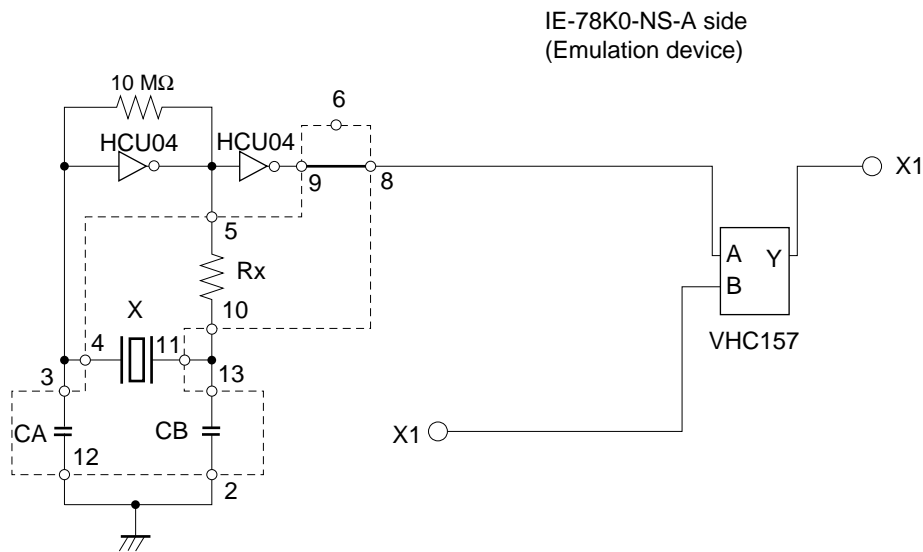 IE-78K0-NS-A side
(Emulation device)
10 MΩ
6
HCU04
HCU04
9
8
X1
5
Rx
A
Y
B
X
10
VHC157
4
11
3
13
CA
CB
X1
12
2